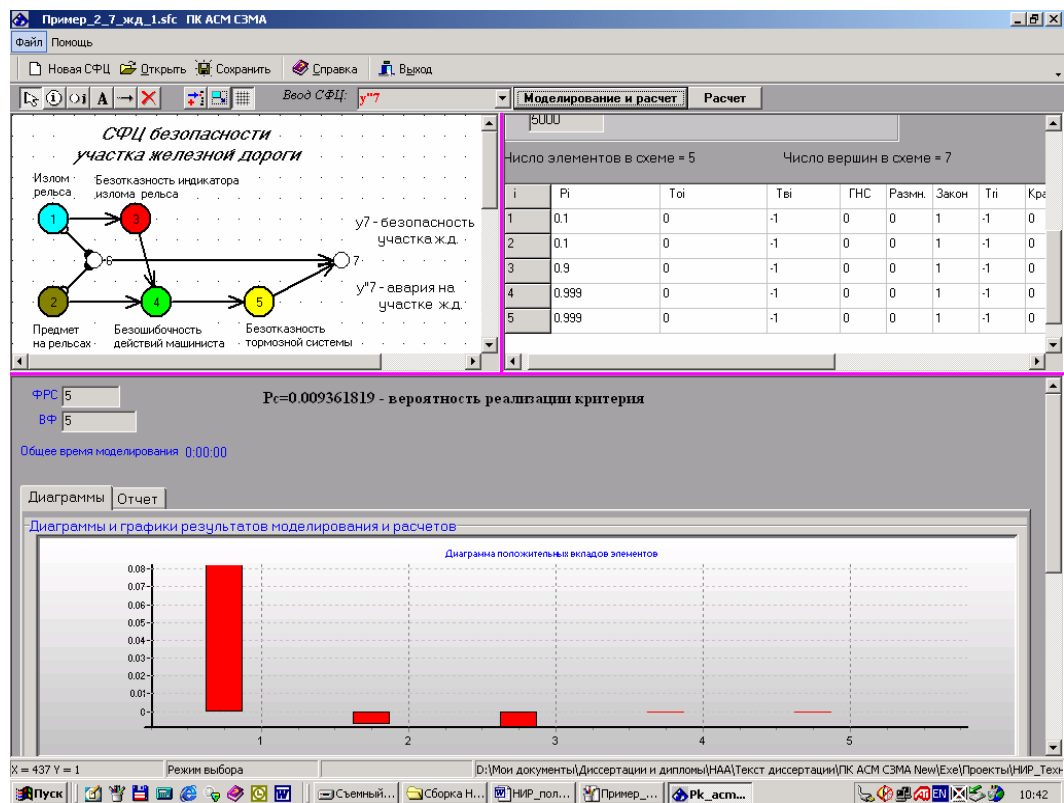 Пример_2_7_жд_1.sfc ПК АСМ СЗМА
Файл Помощь
Новая СФЦ Открыть Сохранить Справка Выход
A Ввод СФЦ: y"7 Моделирование и расчет Расчет
СФЦ безопасности
участка железной дороги
Излом
рельса
Безотказность индикатора
излома рельса
1
3
y7 - безопасность
участка ж.д.
6
7
y"7 - авария на
участке ж.д.
2
4
5
Предмет
на рельсах
Безошибочность
действий машиниста
Безотказность
тормозной системы
5000
Число элементов в схеме = 5 Число вершин в схеме = 7
i Pi Toi Tвi ГНС Размн. Закон Tri Кра
1 0.1 0 -1 0 0 1 -1 0
2 0.1 0 -1 0 0 1 -1 0
3 0.9 0 -1 0 0 1 -1 0
4 0.999 0 -1 0 0 1 -1 0
5 0.999 0 -1 0 0 1 -1 0
ФРС 5
Pc=0.009361819 - вероятность реализации критерия
ВФ 5
Общее время моделирования 0:00:00
Диаграммы Отчет
Диаграммы и графики результатов моделирования и расчетов
Диаграмма положительных вкладов элементов
0.08
0.07
0.06
0.05
0.04
0.03
0.02
0.01
0
1 2 3 4 5
X = 437 Y = 1 Режим выбора D:\Мои документы\Диссертации и дипломы\НАА\Текст диссертации\ПК АСМ СЗМА New\Exe\Проекты\НИР_Техн
Пуск Съемный... Сборка Н... НИР_пол... Пример_... Pk_acm... EN 10:42